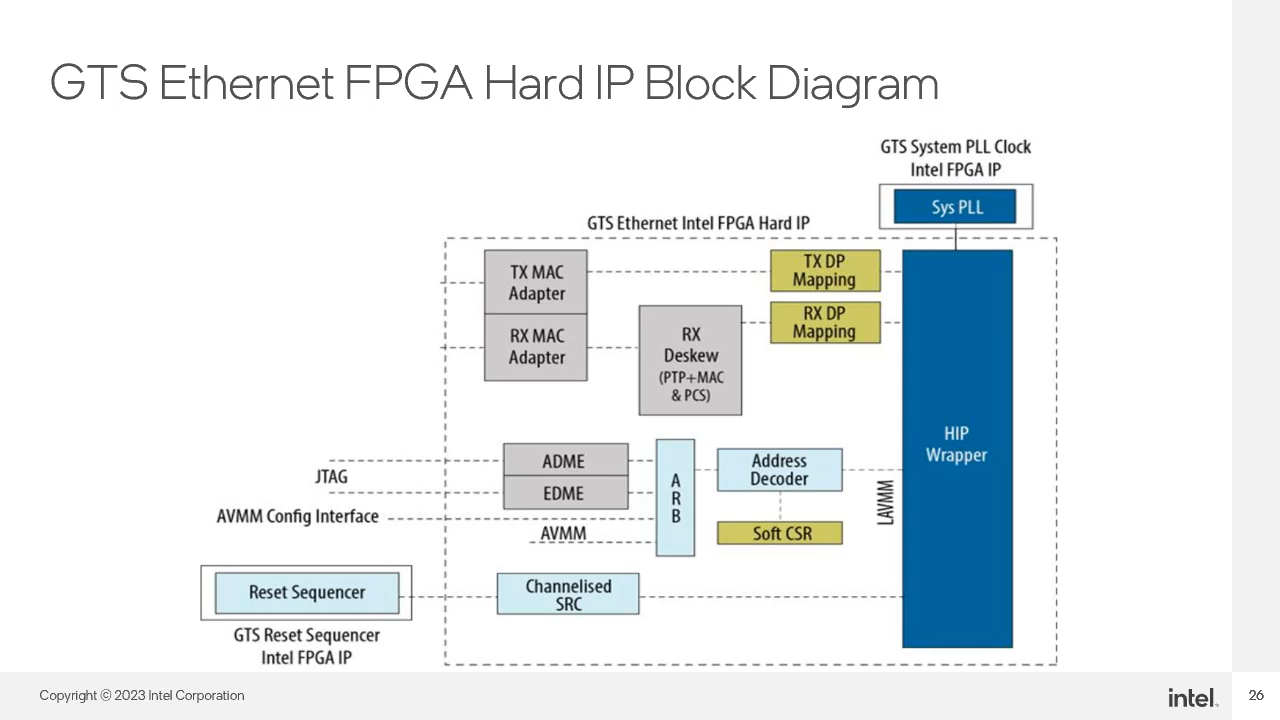 GTS Ethernet FPGA Hard IP Block Diagram
GTS System PLL Clock
Intel FPGA IP
Sys PLL
GTS Ethernet Intel FPGA Hard IP
TX MAC
Adapter
TX DP
Mapping
RX DP
Mapping
RX MAC
Adapter
RX
Deskew
(PTP+MAC
& PCS)
HIP
Wrapper
JTAG
ADME
EDME
A
R
B
Address
Decoder
LAVMM
AVMM Config Interface
AVMM
Soft CSR
Reset Sequencer
Channelised
SRC
GTS Reset Sequencer
Intel FPGA IP
Copyright © 2023 Intel Corporation
intel.
26